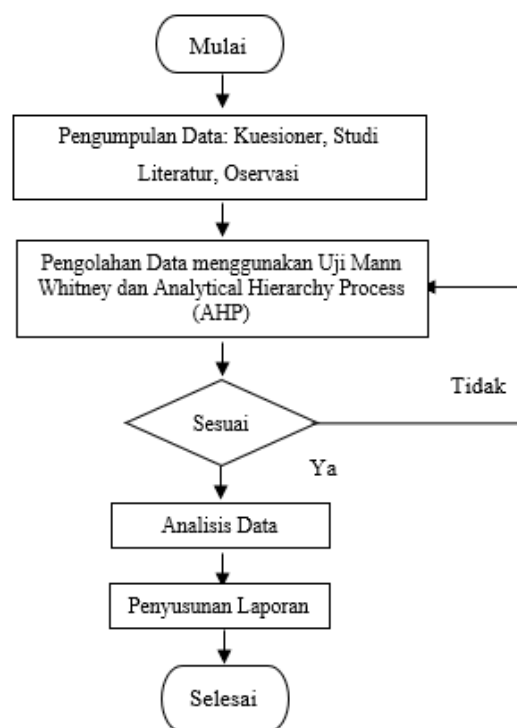 Mulai
Pengumpulan Data: Kuesioner, Studi
Literatur, Oservasi
Pengolahan Data menggunakan Uji Mann
Whitney dan Analytical Hierarchy Process
(AHP)
Tidak
Sesuai
Ya
Analisis Data
Penyusunan Laporan
Selesai